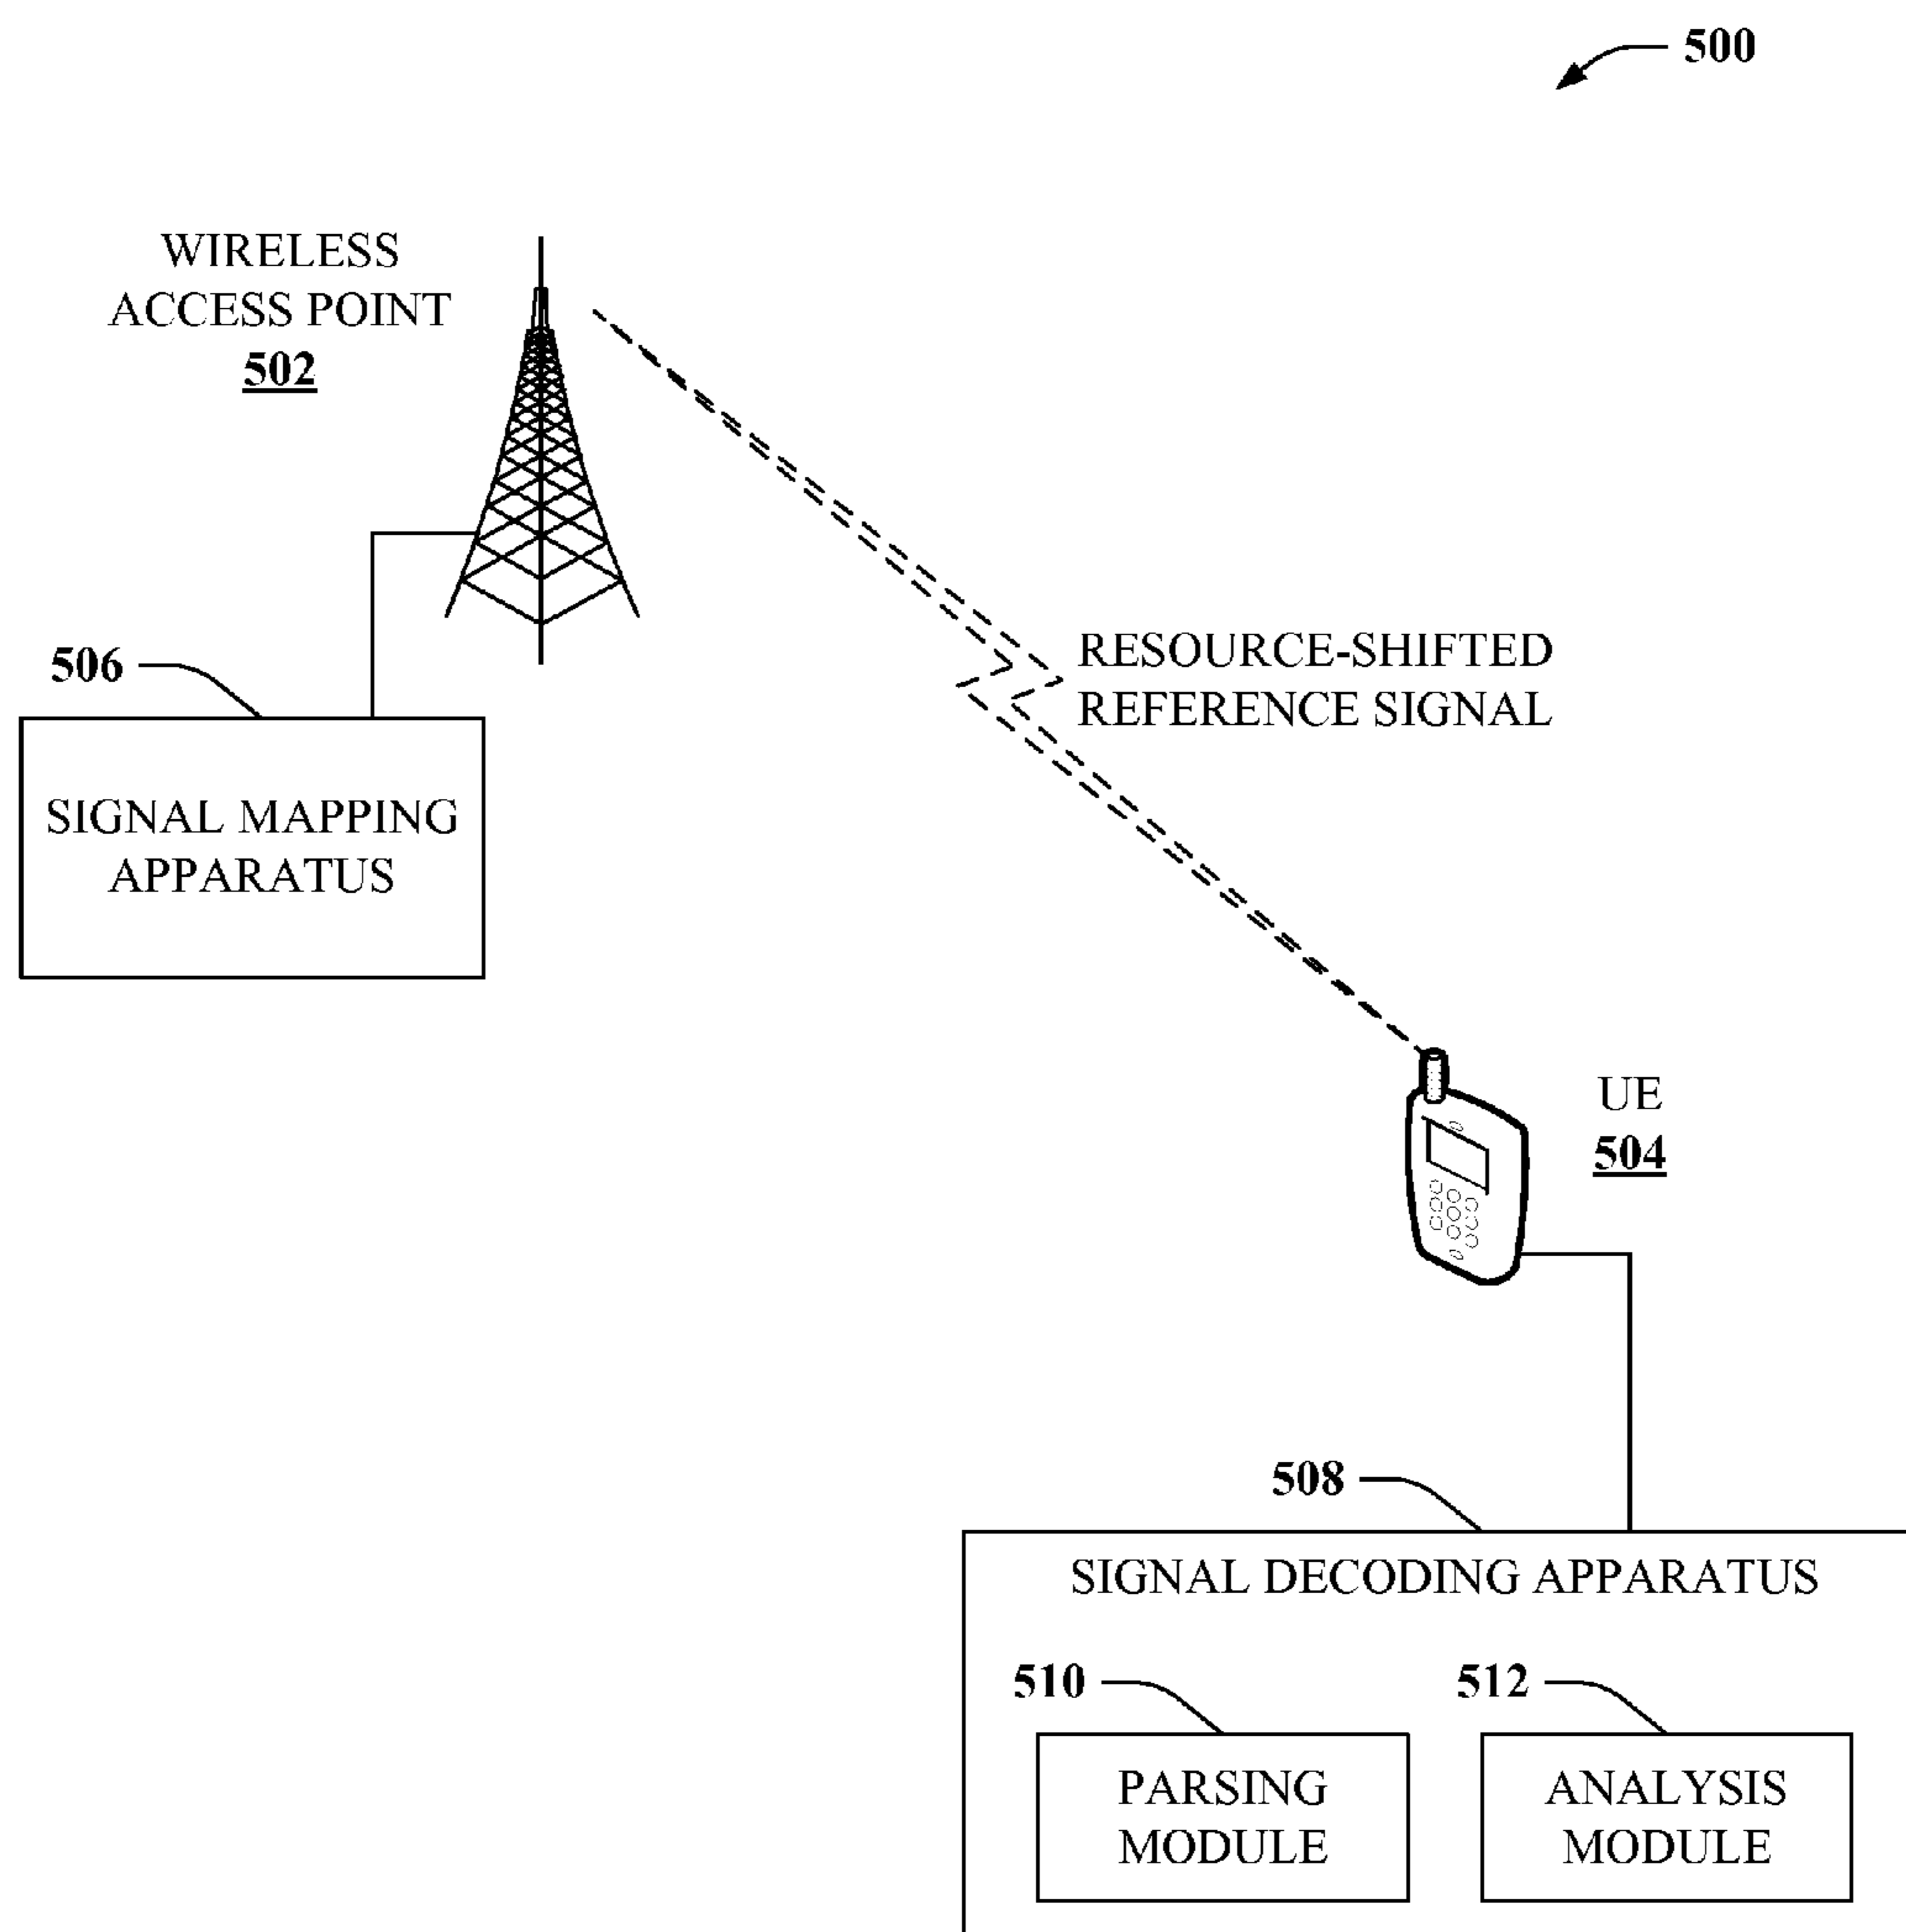 500
WIRELESS
ACCESS POINT
502
506
SIGNAL MAPPING
APPARATUS
RESOURCE-SHIFTED
REFERENCE SIGNAL
UE
504
508
SIGNAL DECODING APPARATUS
510
512
PARSING
MODULE
ANALYSIS
MODULE